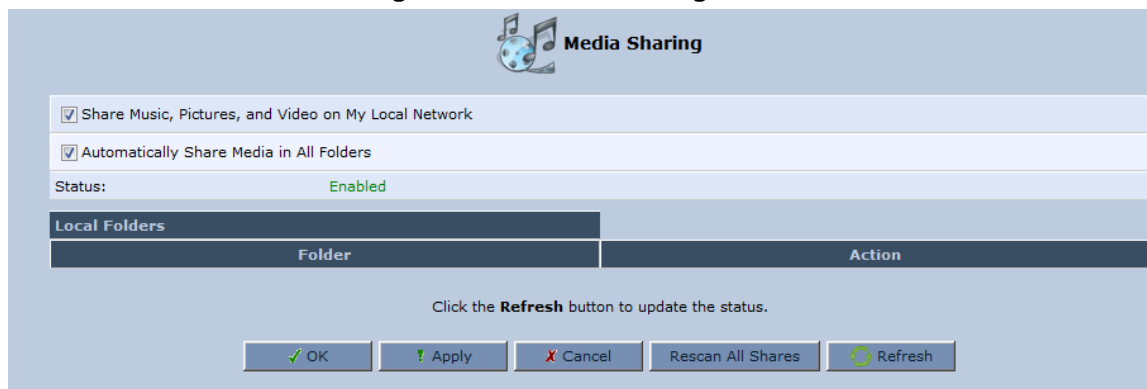 Media Sharing
Share Music, Pictures, and Video on My Local Network
Automatically Share Media in All Folders
Status: Enabled
Local Folders
Folder Action
Click the Refresh button to update the status.
OK Apply Cancel Rescan All Shares Refresh